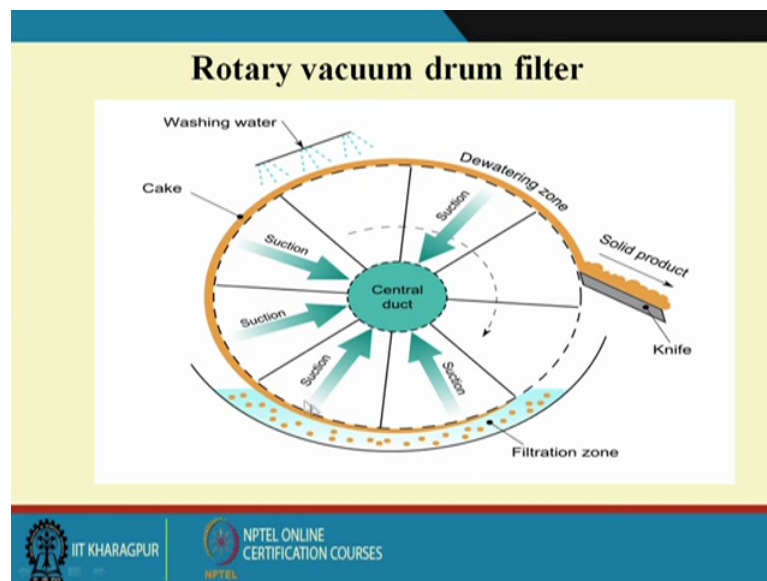 Rotary vacuum drum filter
Washing water
Dewatering zone
Cake
Suction
Suction
Solid product
Central
duct
Suction
Knife
Suction
Suction
Filtration zone
IIT KHARAGPUR
NPTEL
NPTEL ONLINE
CERTIFICATION COURSES